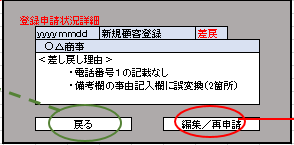 登録申請状況詳細
yyyymmdd 新規顧客登録 差戻
○△商事
＜差し戻し理由＞
・電話番号１の記載なし
・備考欄の事由記入欄に誤変換（2箇所）
戻る 編集／再申請